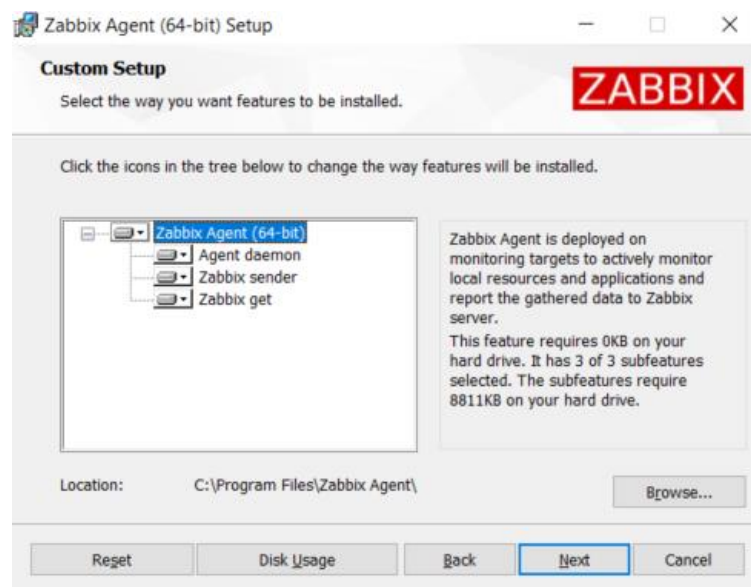 Zabbix Agent (64-bit) Setup
Custom Setup
Select the way you want features to be installed.
ZABBIX
Click the icons in the tree below to change the way features will be installed.
Zabbix Agent (64-bit)
Agent daemon
Zabbix sender
Zabbix get
Zabbix Agent is deployed on
monitoring targets to actively monitor
local resources and applications and
report the gathered data to Zabbix
server.
This feature requires 0KB on your
hard drive. It has 3 of 3 subfeatures
selected. The subfeatures require
8811KB on your hard drive.
Location: C:\Program Files\Zabbix Agent\
Browse...
Reset Disk Usage Back Next Cancel